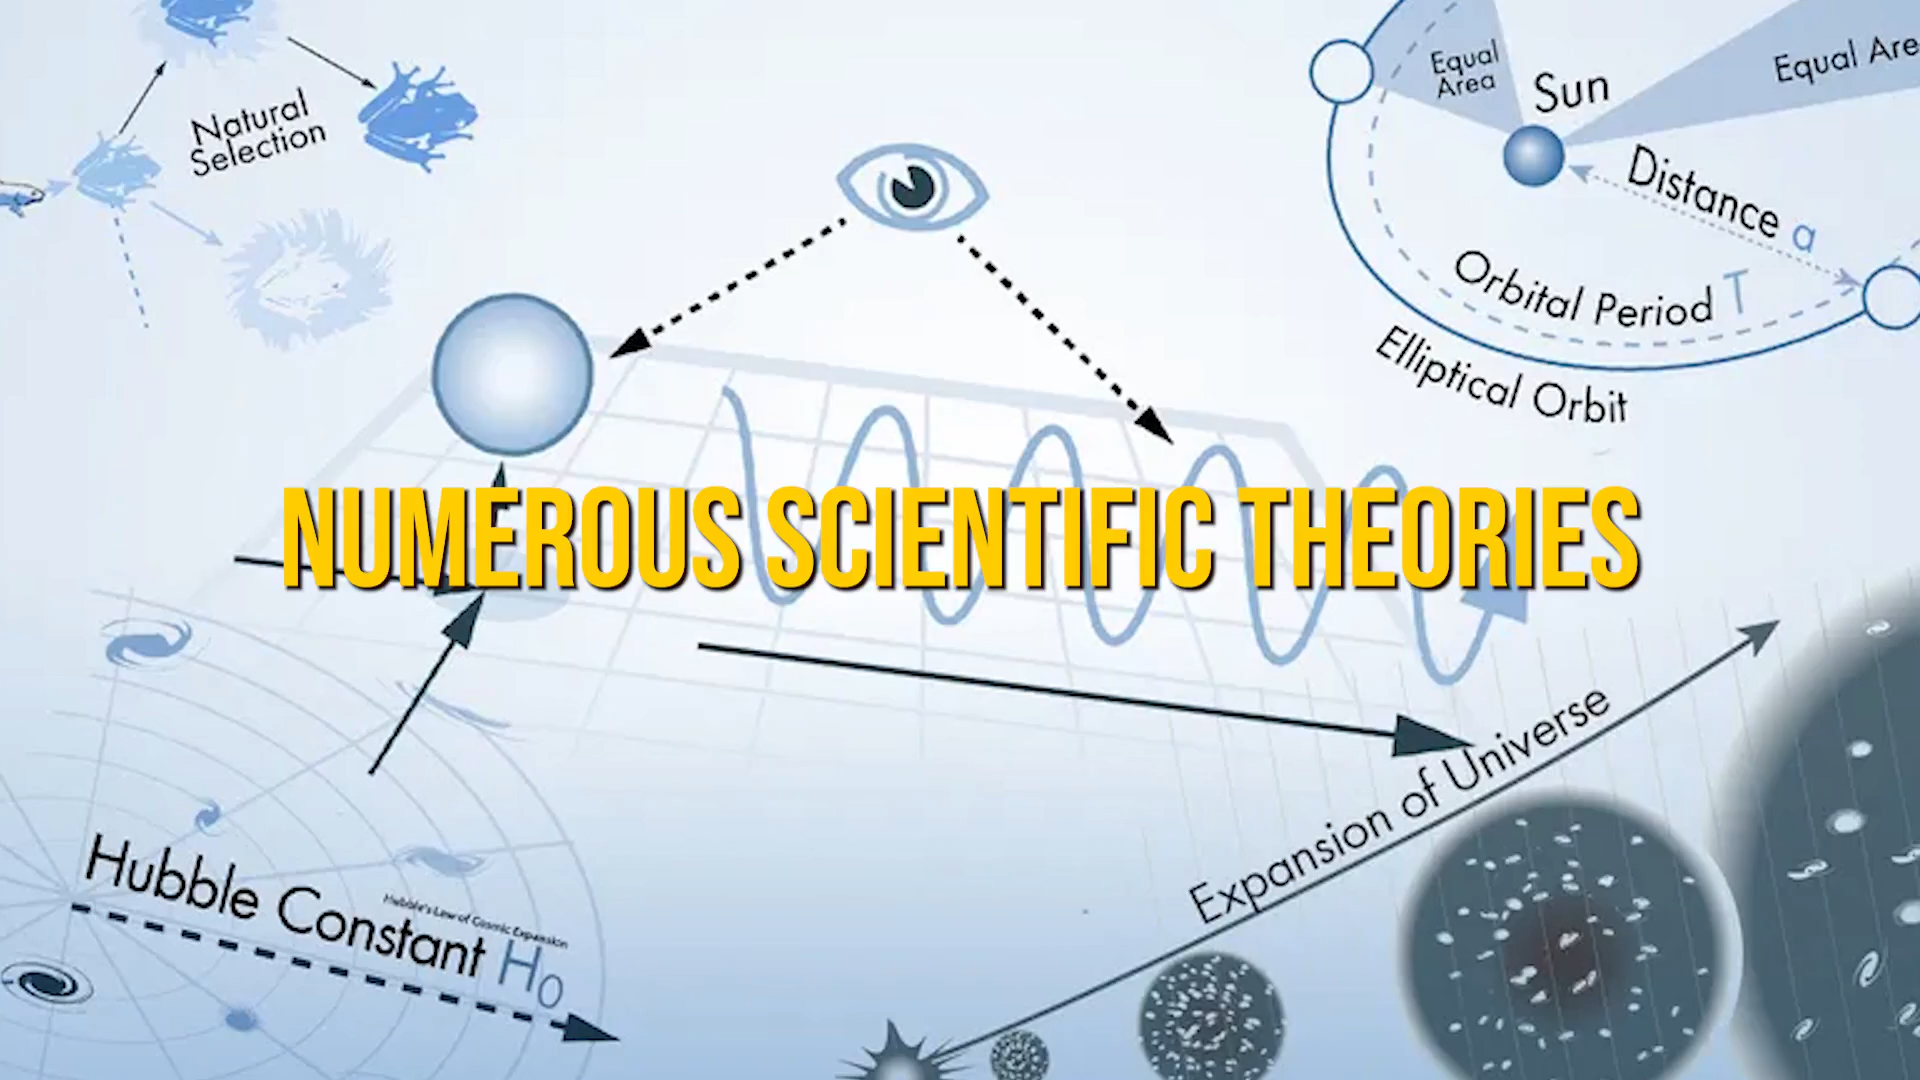 Natural
Selection
Equal
Area
Sun
Equal Are
Distance a
Orbital Period T
Elliptical Orbit
NUMEROUS SCIENTIFIC THEORIES
Expansion of Universe
Hubble's Law of Cosmic Expansion
Hubble Constant H0